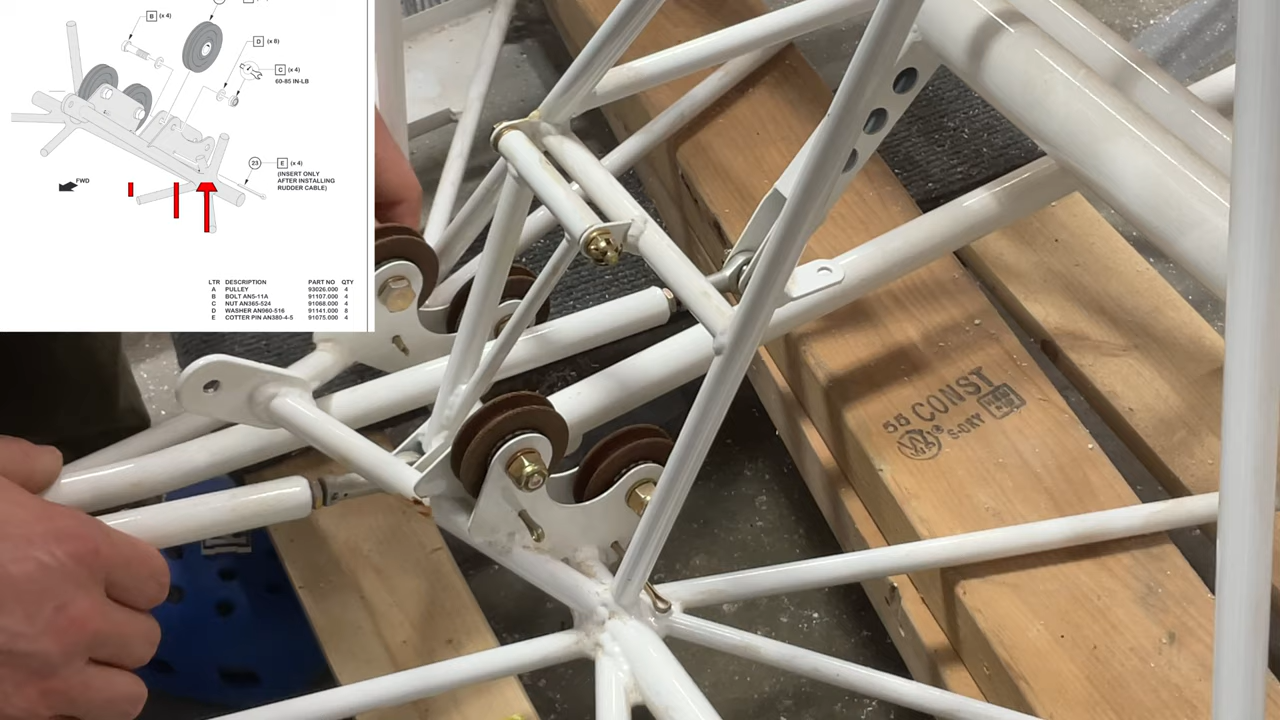 B (x 4)
D (x 8)
C (x 4)
60-85 IN-LB
23 E (x 4)
(INSERT ONLY
AFTER INSTALLING
RUDDER CABLE)
FWD
LTR DESCRIPTION PART NO QTY
A PULLEY 93026.000 4
B BOLT AN5-11A 91107.000 4
C NUT AN365-524 91068.000 4
D WASHER AN960-516 91141.000 8
E COTTER PIN AN380-4-5 91075.000 4
55 CONST
S-DRY